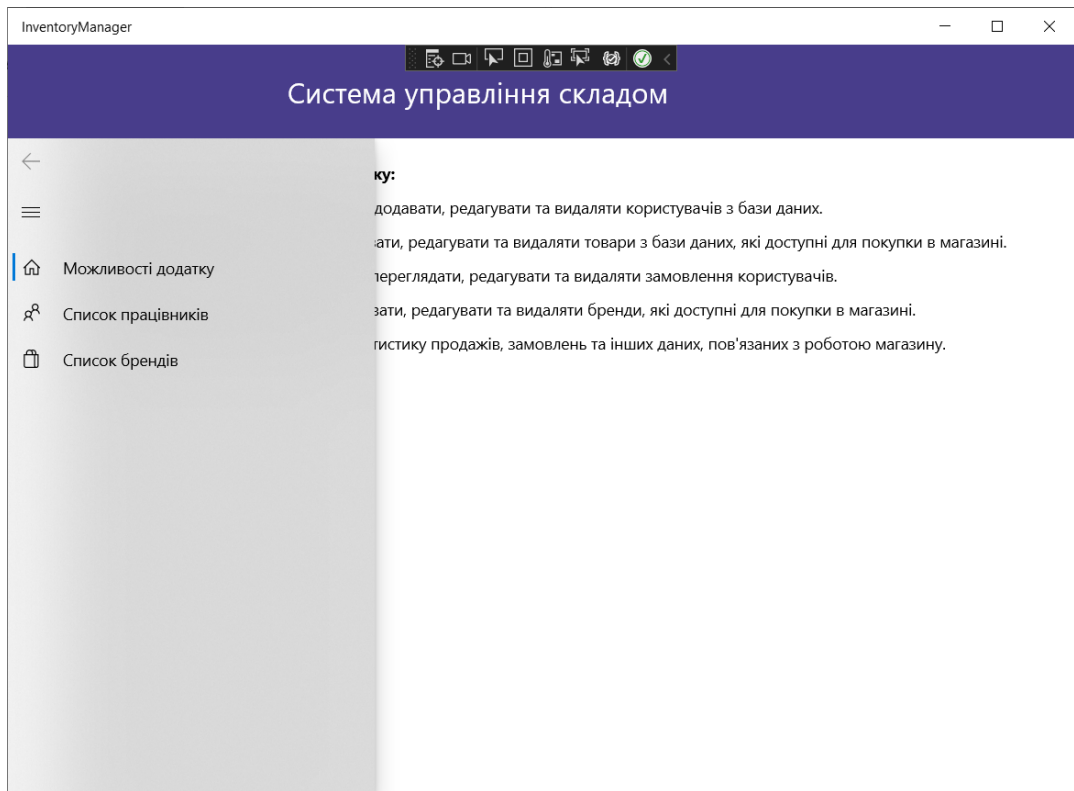 InventoryManager
Система управління складом
ку:
додавати, редагувати та видаляти користувачів з бази даних.
вати, редагувати та видаляти товари з бази даних, які доступні для покупки в магазині.
Можливості додатку
переглядати, редагувати та видаляти замовлення користувачів.
Список працівників
вати, редагувати та видаляти бренди, які доступні для покупки в магазині.
тистику продажів, замовлень та інших даних, пов'язаних з роботою магазину.
Список брендів